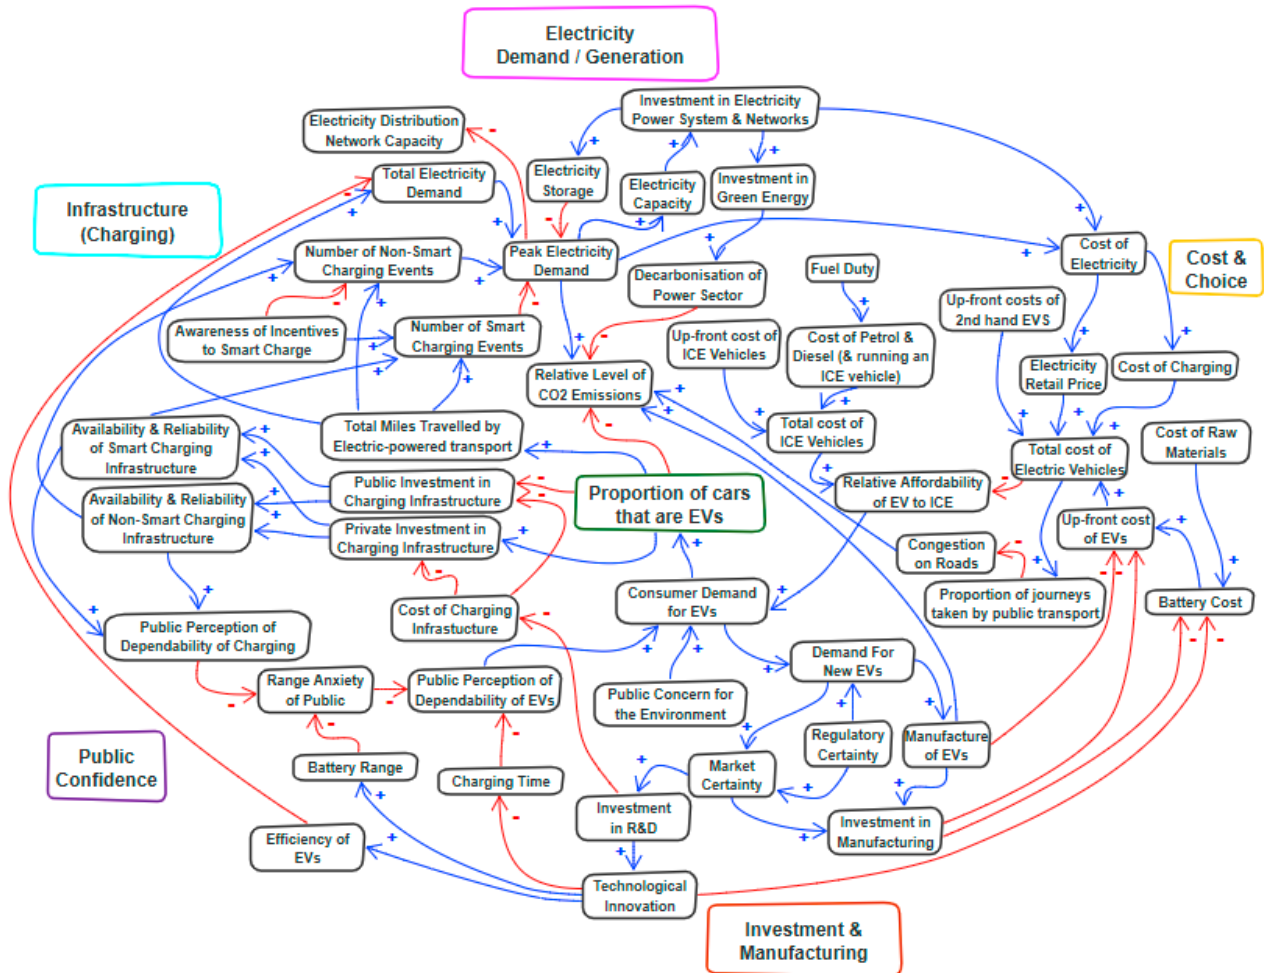 Electricity
Demand / Generation
Investment in Electricity
Power System & Networks
Electricity Distribution
Network Capacity
Total Electricity
Demand
Electricity
Storage
Electricity
Capacity
Investment in
Green Energy
Infrastructure
(Charging)
Number of Non-Smart
Charging Events
Peak Electricity
Demand
Decarbonisation of
Power Sector
Fuel Duty
Cost of
Electricity
Cost &
Choice
Up-front costs of
2nd hand EVS
Awareness of Incentives
to Smart Charge
Number of Smart
Charging Events
Up-front cost of
ICE Vehicles
Cost of Petrol &
Diesel (& running an
ICE vehicle)
Electricity
Retail Price
Cost of Charging
Relative Level of
CO2 Emissions
Availability & Reliability
of Smart Charging
Infrastructure
Total Miles Travelled by
Electric-powered transport
Total cost of
ICE Vehicles
Total cost of
Electric Vehicles
Cost of Raw
Materials
Public Investment in
Charging Infrastructure
Proportion of cars
that are EVs
Relative Affordability
of EV to ICE
Availability & Reliability
of Non-Smart Charging
Infrastructure
Private Investment in
Charging Infrastructure
Up-front cost
of EVs
Congestion
on Roads
Cost of Charging
Infrastucture
Consumer Demand
for EVs
Proportion of journeys
taken by public transport
Battery Cost
Public Perception of
Dependability of Charging
Demand For
New EVs
Range Anxiety
of Public
Public Perception of
Dependability of EVs
Public Concern for
the Environment
Regulatory
Certainty
Manufacture
of EVs
Public
Confidence
Battery Range
Charging Time
Market
Certainty
Investment
in R&D
Investment in
Manufacturing
Efficiency of
EVs
Technological
Innovation
Investment &
Manufacturing